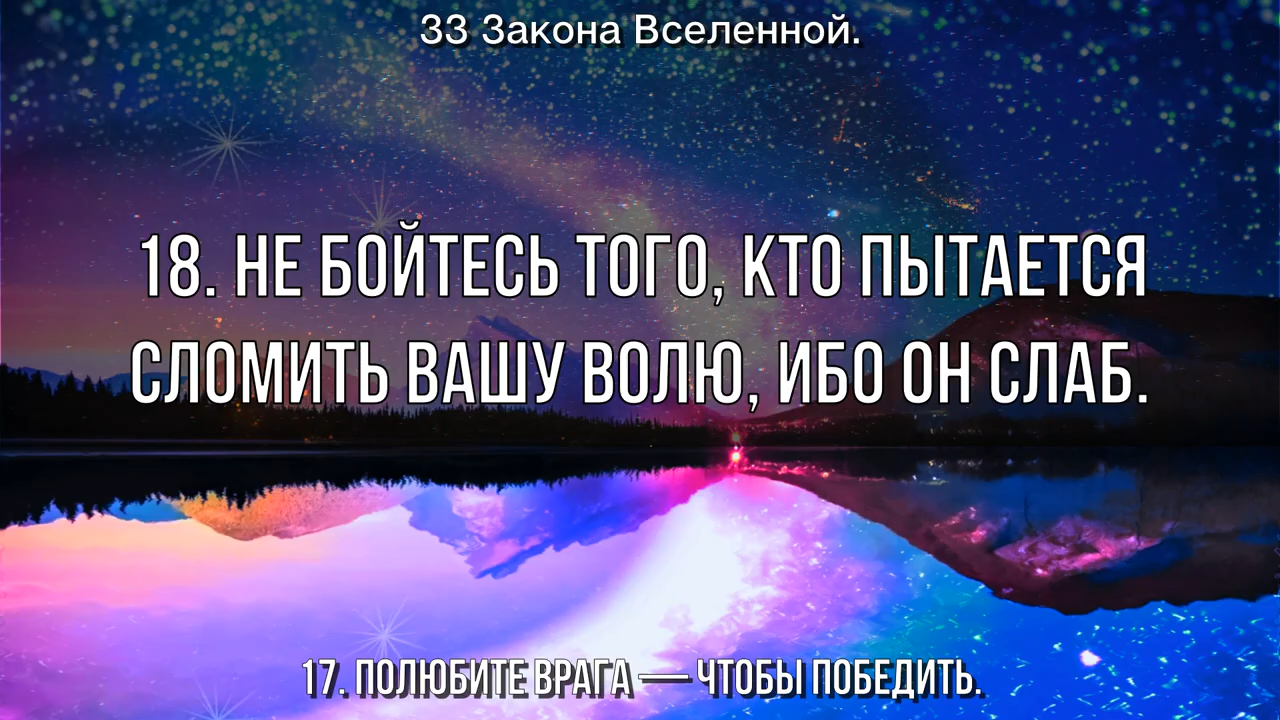 33 Закона Вселенной.
18. НЕ БОЙТЕСЬ ТОГО, КТО ПЫТАЕТСЯ
СЛОМИТЬ ВАШУ ВОЛЮ, ИБО ОН СЛАБ.
17. ПОЛЮБИТЕ ВРАГА — ЧТОБЫ ПОБЕДИТЬ.